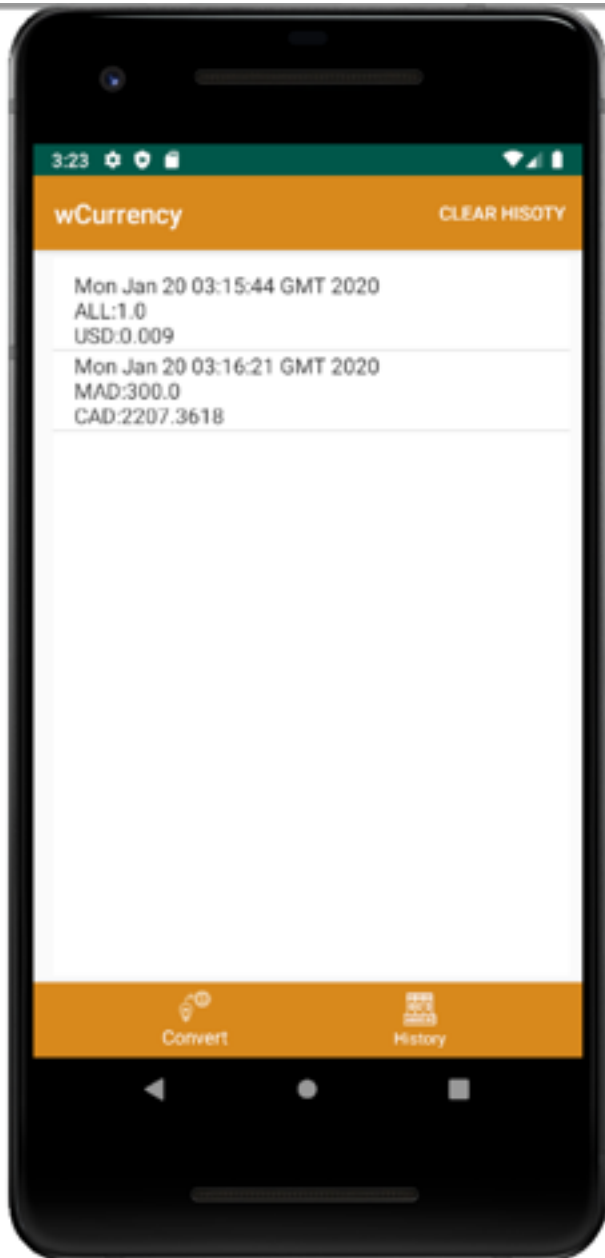 3:23
wCurrency
CLEAR HISOTY
Mon Jan 20 03:15:44 GMT 2020
ALL:1.0
USD:0.009
Mon Jan 20 03:16:21 GMT 2020
MAD:300.0
CAD:2207.3618
Convert
History